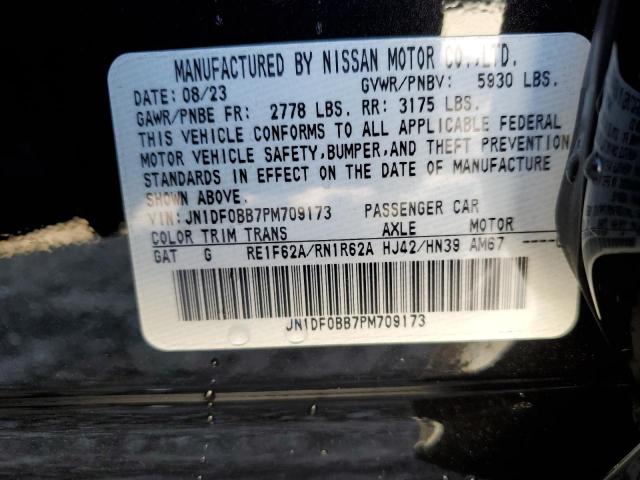 MANUFACTURED BY NISSAN MOTOR CO.,LTD.
DATE: 08/23 GVWR/PNBV: 5930 LBS.
GAWR/PNBE FR: 2778 LBS. RR: 3175 LBS.
THIS VEHICLE CONFORMS TO ALL APPLICABLE FEDERAL
MOTOR VEHICLE SAFETY,BUMPER,AND THEFT PREVENTION
STANDARDS IN EFFECT ON THE DATE OF MANUFACTURE
SHOWN ABOVE.
VIN: JN1DF0BB7PM709173 PASSENGER CAR
COLOR TRIM TRANS AXLE MOTOR
GAT G RE1F62A/RN1R62A HJ42/HN39 AM67
JN1DF0BB7PM709173